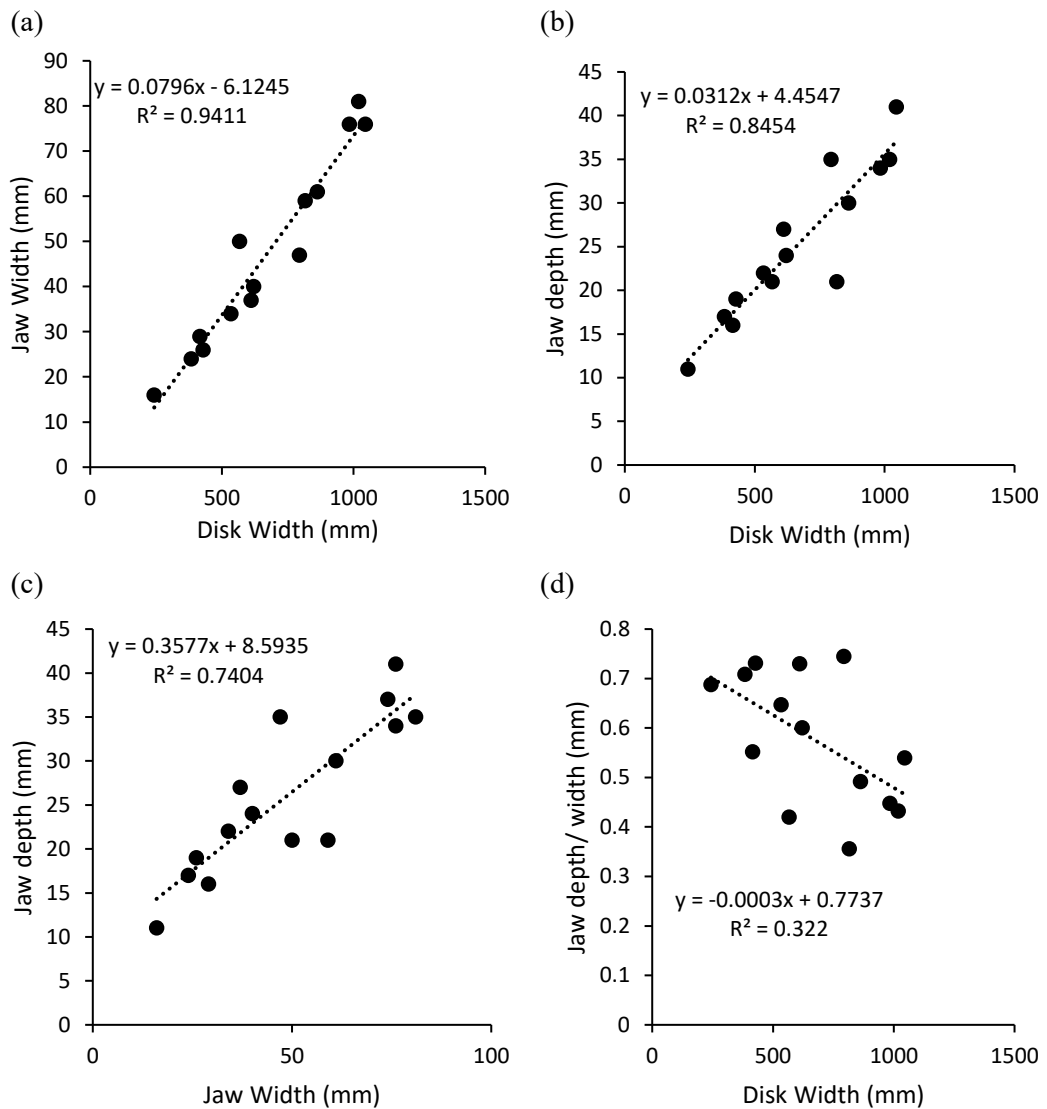 (a)
90
80
70
60
50
40
30
20
10
0
y = 0.0796x - 6.1245
R² = 0.9411
Jaw Width (mm)
0 500 1000 1500
Disk Width (mm)
(b)
45
40
35
30
25
20
15
10
5
0
y = 0.0312x + 4.4547
R² = 0.8454
Jaw depth (mm)
0 500 1000 1500
Disk Width (mm)
(c)
45
40
35
30
25
20
15
10
5
0
y = 0.3577x + 8.5935
R² = 0.7404
Jaw depth (mm)
0 50 100
Jaw Width (mm)
(d)
0.8
0.7
0.6
0.5
0.4
0.3
0.2
0.1
0
y = -0.0003x + 0.7737
R² = 0.322
Jaw depth/ width (mm)
0 500 1000 1500
Disk Width (mm)